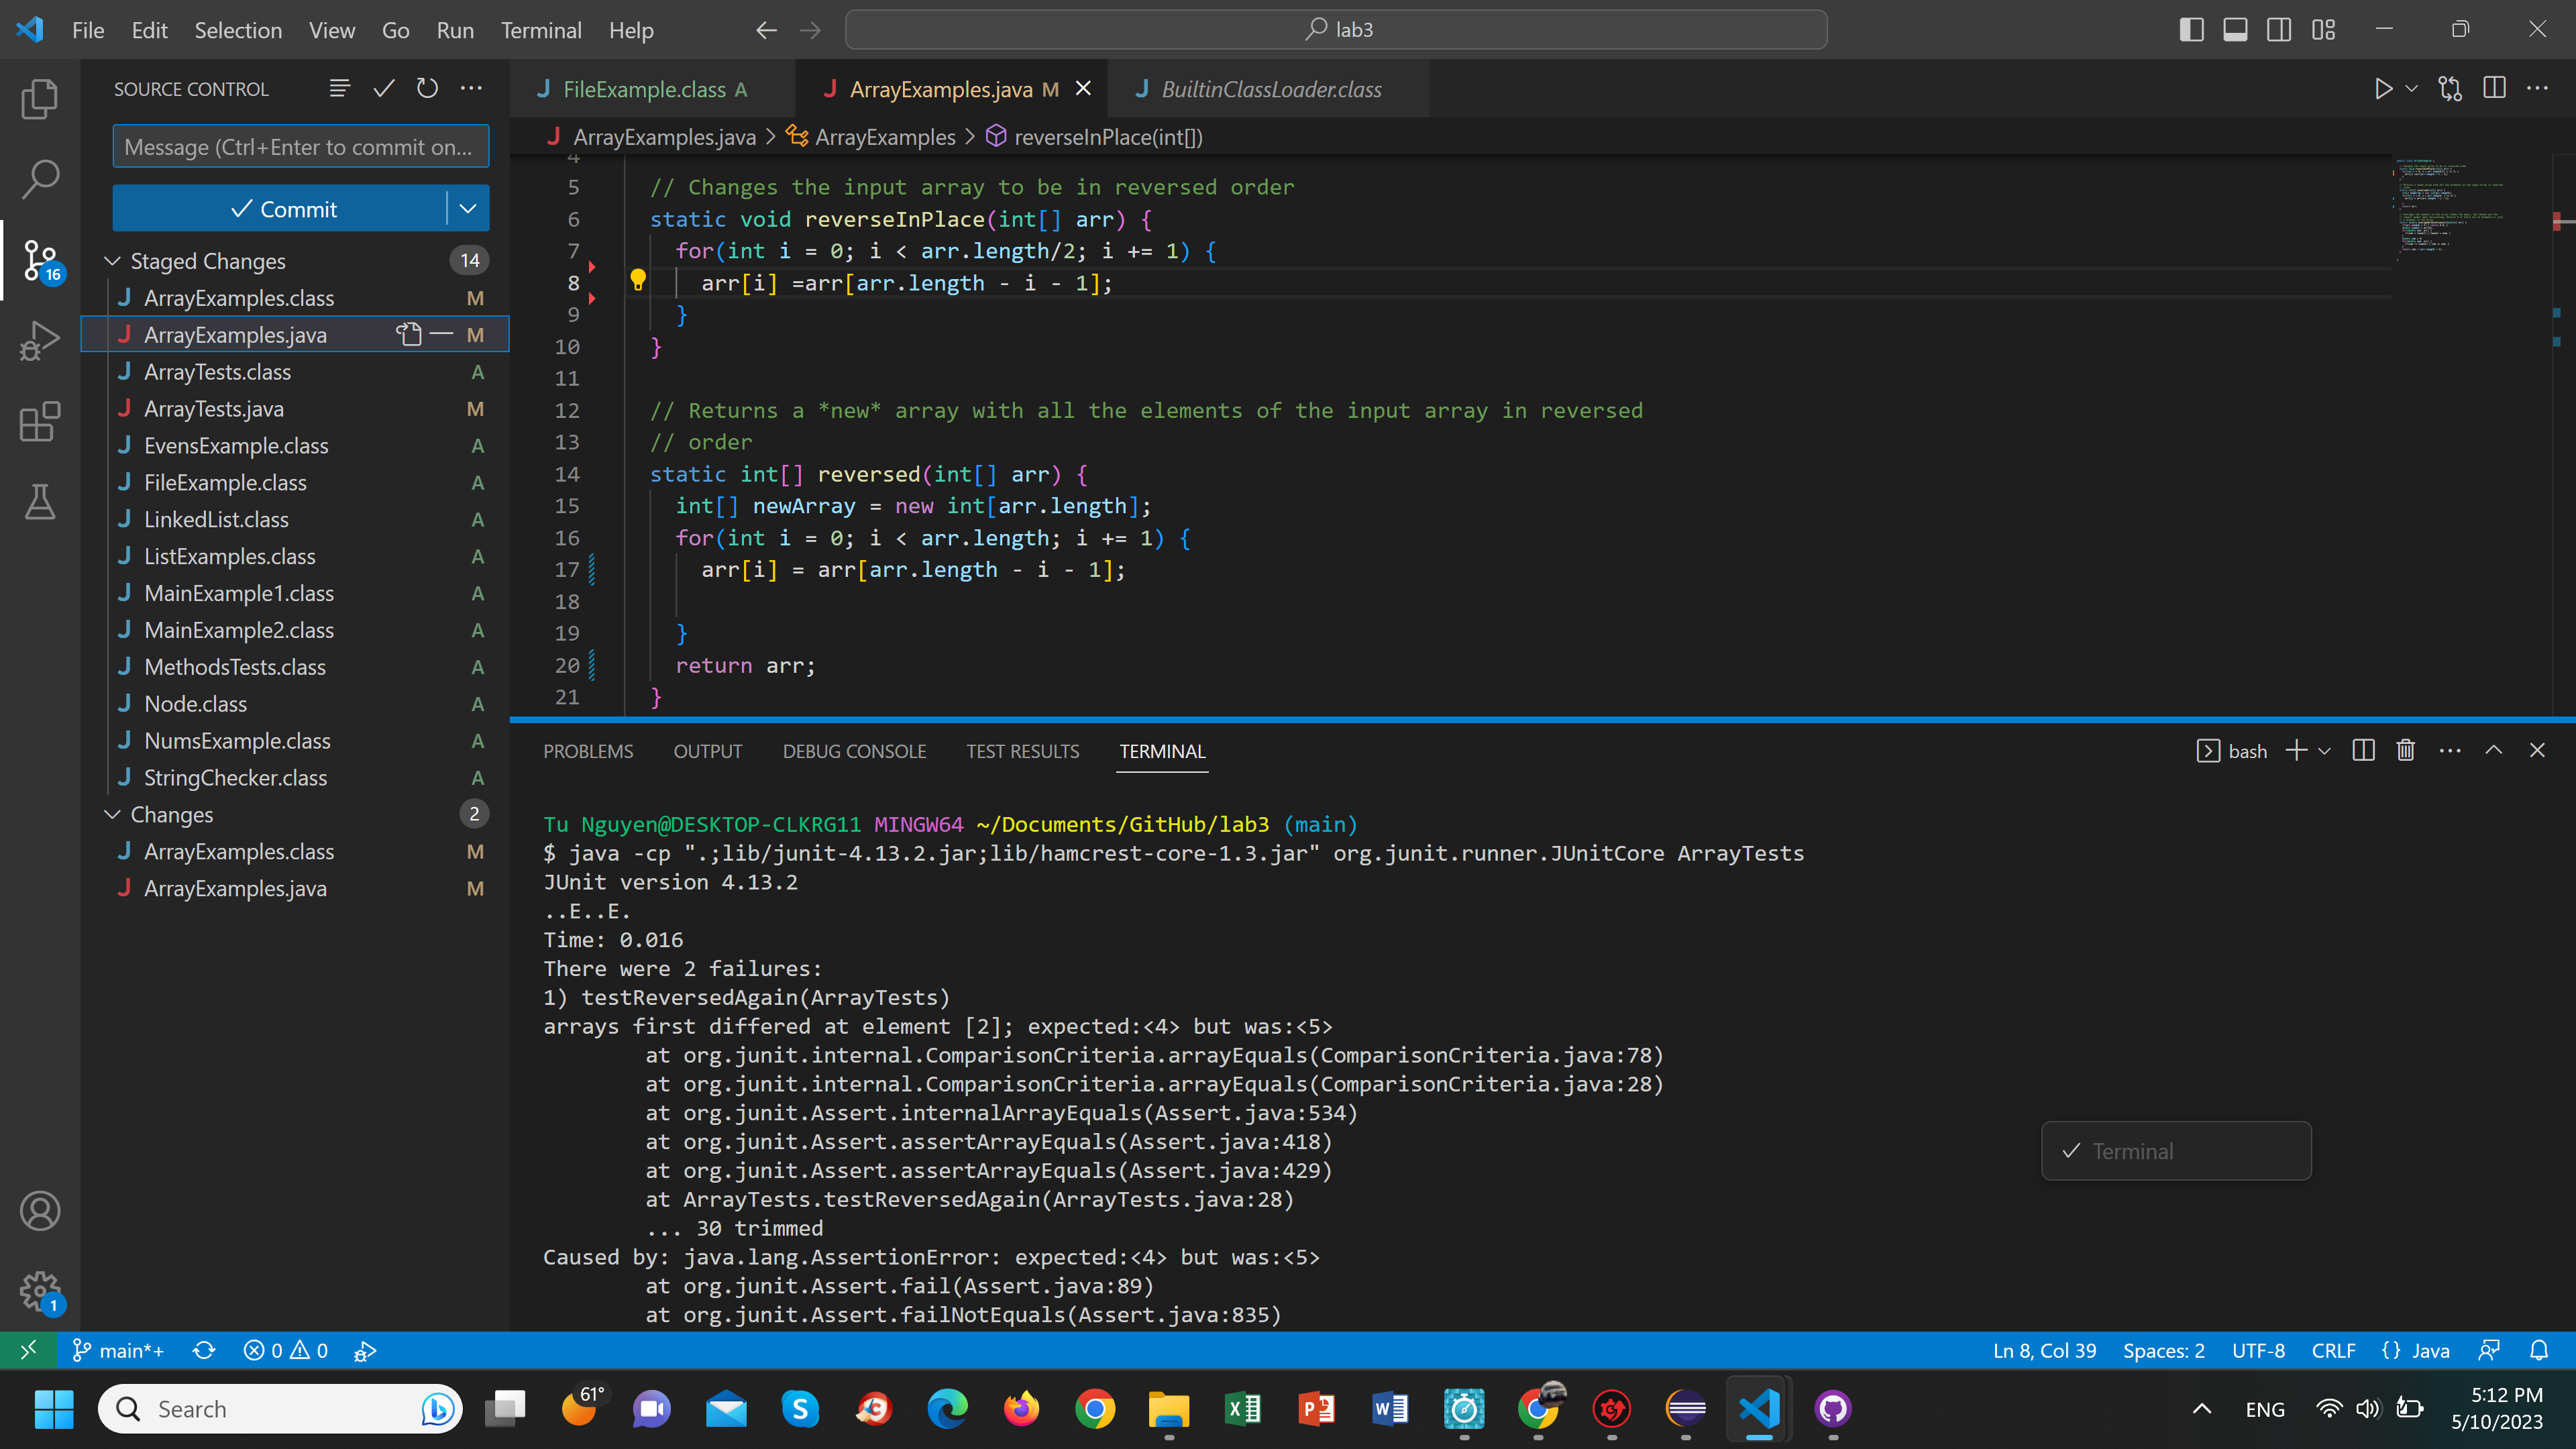 File Edit Selection View Go Run Terminal Help lab3
SOURCE CONTROL
Message (Ctrl+Enter to commit on...
Commit
Staged Changes 14
ArrayExamples.class M
ArrayExamples.java M
ArrayTests.class A
ArrayTests.java M
EvensExample.class A
FileExample.class A
LinkedList.class A
ListExamples.class A
MainExample1.class A
MainExample2.class A
MethodsTests.class A
Node.class A
NumsExample.class A
StringChecker.class A
Changes 2
ArrayExamples.class M
ArrayExamples.java M
16
1
FileExample.class A ArrayExamples.java M BuiltinClassLoader.class
ArrayExamples.java > ArrayExamples > reverseInPlace(int[])
4
5 // Changes the input array to be in reversed order
6 static void reverseInPlace(int[] arr) {
7 for(int i = 0; i < arr.length/2; i += 1) {
8 arr[i] =arr[arr.length - i - 1];
9 }
10 }
11
12 // Returns a *new* array with all the elements of the input array in reversed
13 // order
14 static int[] reversed(int[] arr) {
15 int[] newArray = new int[arr.length];
16 for(int i = 0; i < arr.length; i += 1) {
17 arr[i] = arr[arr.length - i - 1];
18
19 }
20 return arr;
21 }
PROBLEMS OUTPUT DEBUG CONSOLE TEST RESULTS TERMINAL bash
Tu Nguyen@DESKTOP-CLKRG11 MINGW64 ~/Documents/GitHub/lab3 (main)
$ java -cp ".;lib/junit-4.13.2.jar;lib/hamcrest-core-1.3.jar" org.junit.runner.JUnitCore ArrayTests
JUnit version 4.13.2
..E..E.
Time: 0.016
There were 2 failures:
1) testReversedAgain(ArrayTests)
arrays first differed at element [2]; expected:<4> but was:<5>
at org.junit.internal.ComparisonCriteria.arrayEquals(ComparisonCriteria.java:78)
at org.junit.internal.ComparisonCriteria.arrayEquals(ComparisonCriteria.java:28)
at org.junit.Assert.internalArrayEquals(Assert.java:534)
at org.junit.Assert.assertArrayEquals(Assert.java:418)
at org.junit.Assert.assertArrayEquals(Assert.java:429)
at ArrayTests.testReversedAgain(ArrayTests.java:28)
... 30 trimmed
Caused by: java.lang.AssertionError: expected:<4> but was:<5>
at org.junit.Assert.fail(Assert.java:89)
at org.junit.Assert.failNotEquals(Assert.java:835)
Terminal
main*+ 0 0 Ln 8, Col 39 Spaces: 2 UTF-8 CRLF {} Java
Search 61° ENG 5:12 PM
5/10/2023